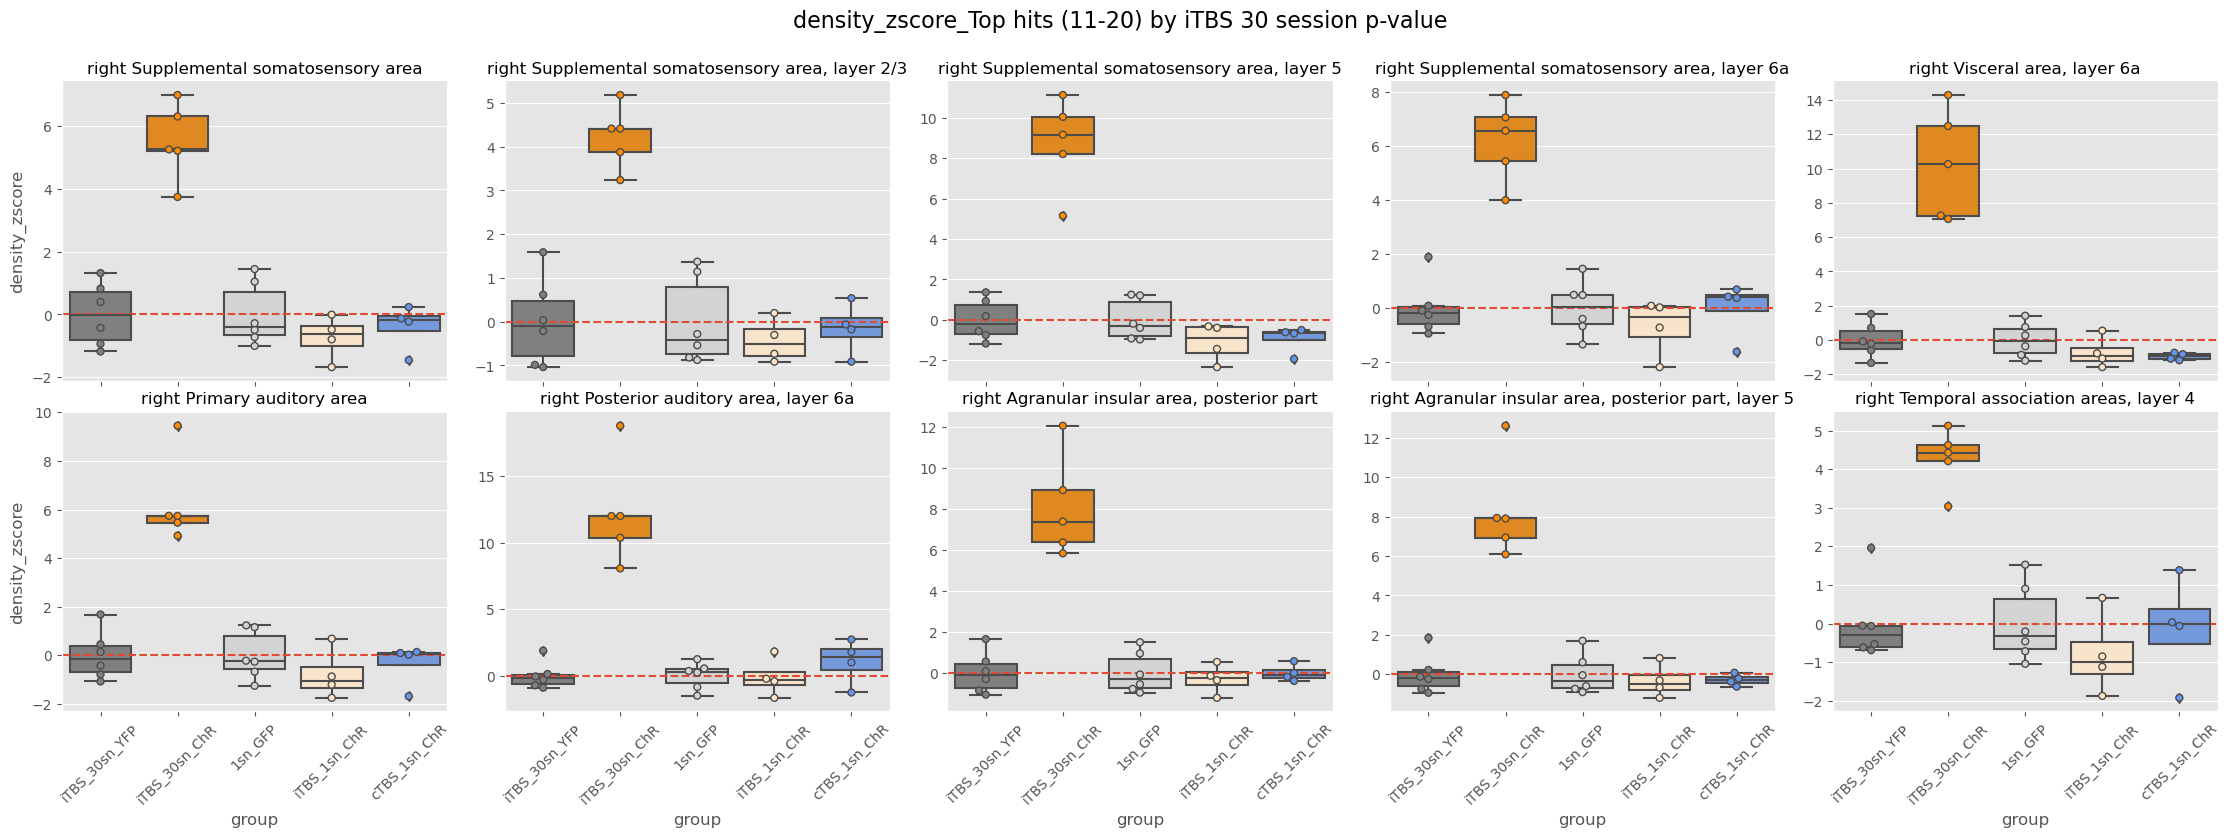 density_zscore_Top hits (11-20) by iTBS 30 session p-value
right Supplemental somatosensory area
right Supplemental somatosensory area, layer 2/3
right Supplemental somatosensory area, layer 5
right Supplemental somatosensory area, layer 6a
right Visceral area, layer 6a
density_zscore
6
4
2
0
−2
5
4
3
2
1
0
−1
10
8
6
4
2
0
−2
8
6
4
2
0
−2
14
12
10
8
6
4
2
0
−2
right Primary auditory area
right Posterior auditory area, layer 6a
right Agranular insular area, posterior part
right Agranular insular area, posterior part, layer 5
right Temporal association areas, layer 4
density_zscore
10
8
6
4
2
0
−2
15
10
5
0
12
10
8
6
4
2
0
12
10
8
6
4
2
0
5
4
3
2
1
0
−1
−2
iTBS_30sn_YFP
iTBS_30sn_ChR
1sn_GFP
iTBS_1sn_ChR
cTBS_1sn_ChR
iTBS_30sn_YFP
iTBS_30sn_ChR
1sn_GFP
iTBS_1sn_ChR
cTBS_1sn_ChR
iTBS_30sn_YFP
iTBS_30sn_ChR
1sn_GFP
iTBS_1sn_ChR
cTBS_1sn_ChR
iTBS_30sn_YFP
iTBS_30sn_ChR
1sn_GFP
iTBS_1sn_ChR
cTBS_1sn_ChR
iTBS_30sn_YFP
iTBS_30sn_ChR
1sn_GFP
iTBS_1sn_ChR
cTBS_1sn_ChR
group
group
group
group
group